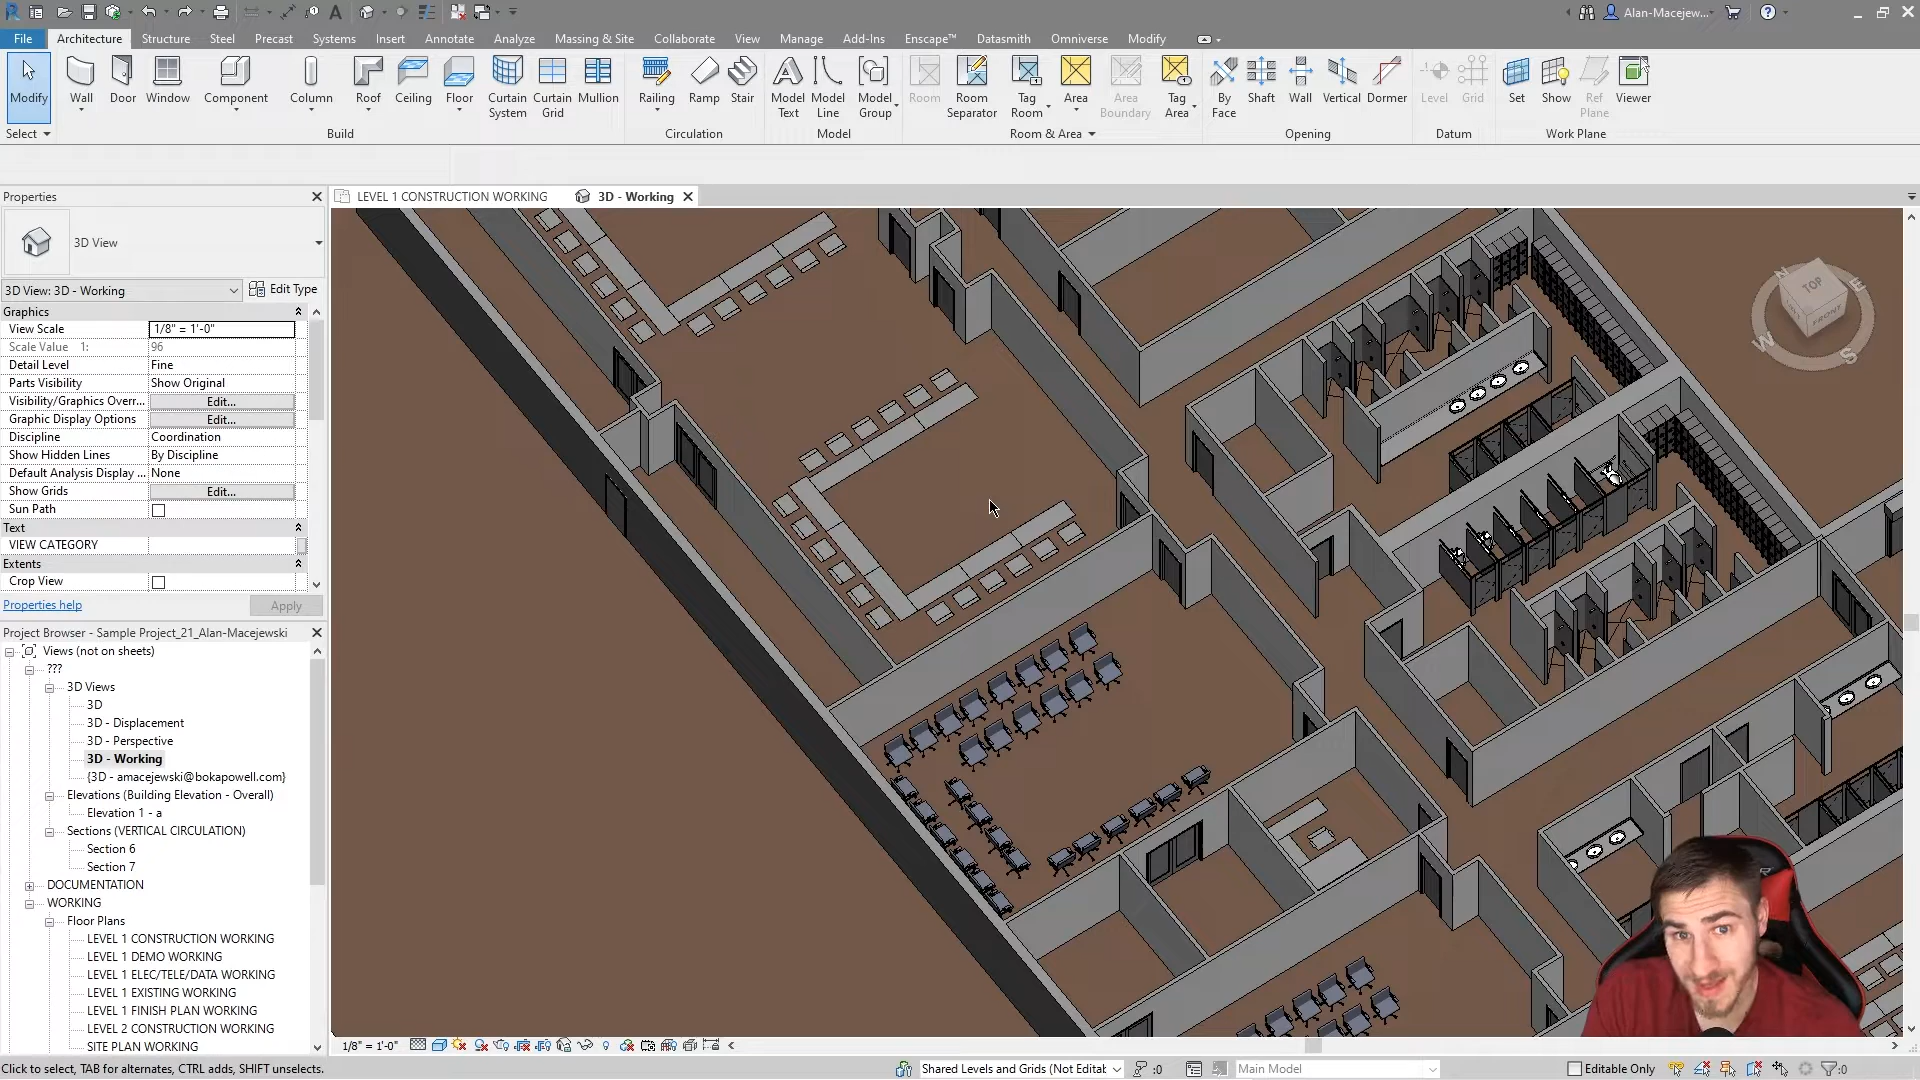 Alan-Macejew...
File Architecture Structure Steel Precast Systems Insert Annotate Analyze Massing & Site Collaborate View Manage Add-Ins Enscape™ Datasmith Omniverse Modify
Modify Wall Door Window Component Column Roof Ceiling Floor Curtain System Curtain Grid Mullion Railing Ramp Stair Model Text Model Line Model Group Room Room Separator Tag Room Area Area Boundary Tag Area By Face Shaft Wall Vertical Dormer Level Grid Set Show Ref Plane Viewer
Select Build Circulation Model Room & Area Opening Datum Work Plane
Properties
LEVEL 1 CONSTRUCTION WORKING
3D - Working
3D View
3D View: 3D - Working
Edit Type
Graphics
View Scale 1/8" = 1'-0"
Scale Value 1: 96
Detail Level Fine
Parts Visibility Show Original
Visibility/Graphics Overr... Edit...
Graphic Display Options Edit...
Discipline Coordination
Show Hidden Lines By Discipline
Default Analysis Display ... None
Show Grids Edit...
Sun Path
Text
VIEW CATEGORY
Extents
Crop View
Properties help
Apply
Project Browser - Sample Project_21_Alan-Macejewski
Views (not on sheets)
???
3D Views
3D
3D - Displacement
3D - Perspective
3D - Working
{3D - amacejewski@bokapowell.com}
Elevations (Building Elevation - Overall)
Elevation 1 - a
Sections (VERTICAL CIRCULATION)
Section 6
Section 7
DOCUMENTATION
WORKING
Floor Plans
LEVEL 1 CONSTRUCTION WORKING
LEVEL 1 DEMO WORKING
LEVEL 1 ELEC/TELE/DATA WORKING
LEVEL 1 EXISTING WORKING
LEVEL 1 FINISH PLAN WORKING
LEVEL 2 CONSTRUCTION WORKING
SITE PLAN WORKING
N
E
S
W
TOP
FRONT
1/8" = 1'-0"
Click to select, TAB for alternates, CTRL adds, SHIFT unselects.
Shared Levels and Grids (Not Editab
:0
Main Model
Editable Only
:0